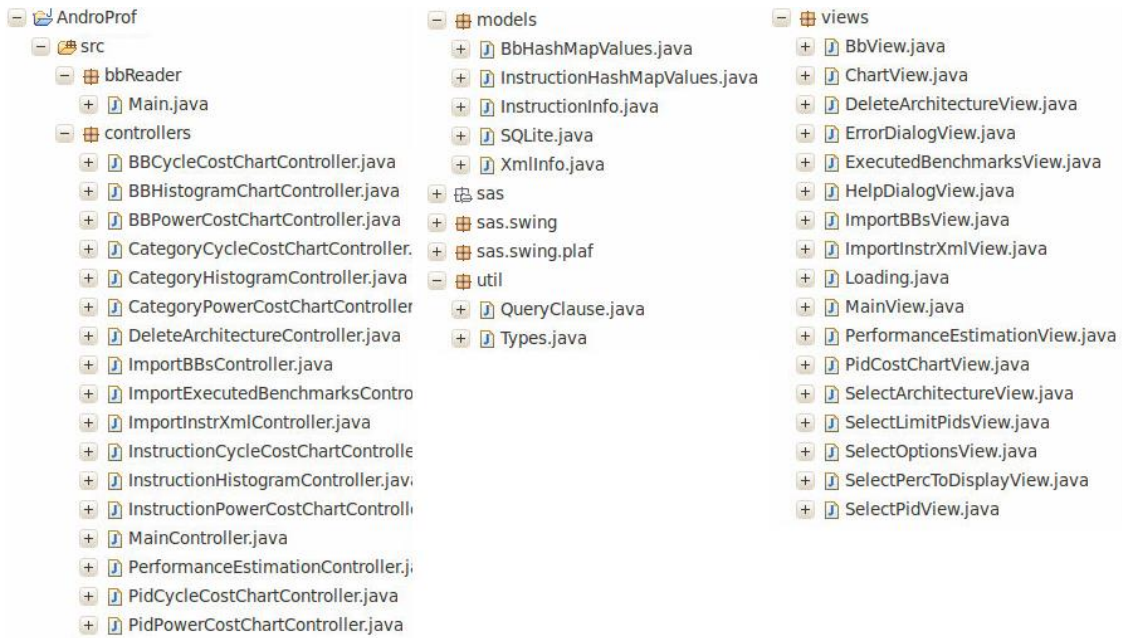 AndroProf
src
bbReader
Main.java
controllers
BBCycleCostChartController.java
BBHistogramChartController.java
BBPowerCostChartController.java
CategoryCycleCostChartController.
CategoryHistogramController.java
CategoryPowerCostChartController
DeleteArchitectureController.java
ImportBBsController.java
ImportExecutedBenchmarksContro
ImportInstrXmlController.java
InstructionCycleCostChartControlle
InstructionHistogramController.java
InstructionPowerCostChartControll
MainController.java
PerformanceEstimationController.j
PidCycleCostChartController.java
PidPowerCostChartController.java
models
BbHashMapValues.java
InstructionHashMapValues.java
InstructionInfo.java
SQLite.java
XmlInfo.java
sas
sas.swing
sas.swing.plaf
util
QueryClause.java
Types.java
views
BbView.java
ChartView.java
DeleteArchitectureView.java
ErrorDialogView.java
ExecutedBenchmarksView.java
HelpDialogView.java
ImportBBsView.java
ImportInstrXmlView.java
Loading.java
MainView.java
PerformanceEstimationView.java
PidCostChartView.java
SelectArchitectureView.java
SelectLimitPidsView.java
SelectOptionsView.java
SelectPercToDisplayView.java
SelectPidView.java